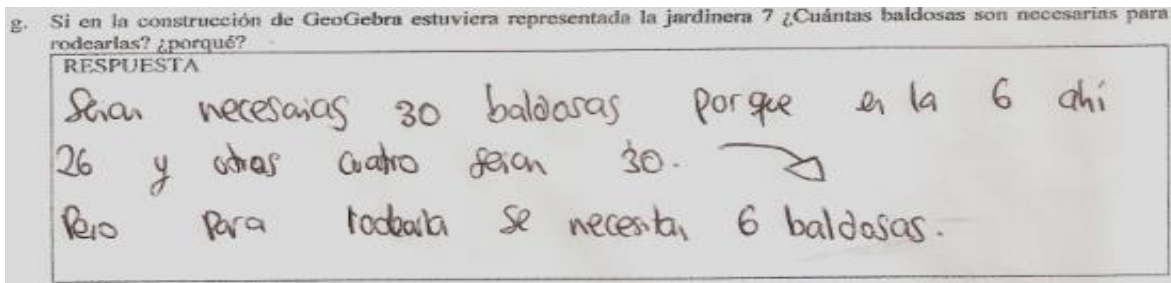 g. Si en la construcción de GeoGebra estuviera representada la jardinera 7 ¿Cuántas baldosas son necesarias para
rodearlas? ¿porqué?
RESPUESTA
Serian necesarias 30 baldosas porque en la 6 ahí
26 y otras cuatro serian 30.
Pero para rodearla se necesitan 6 baldosas.